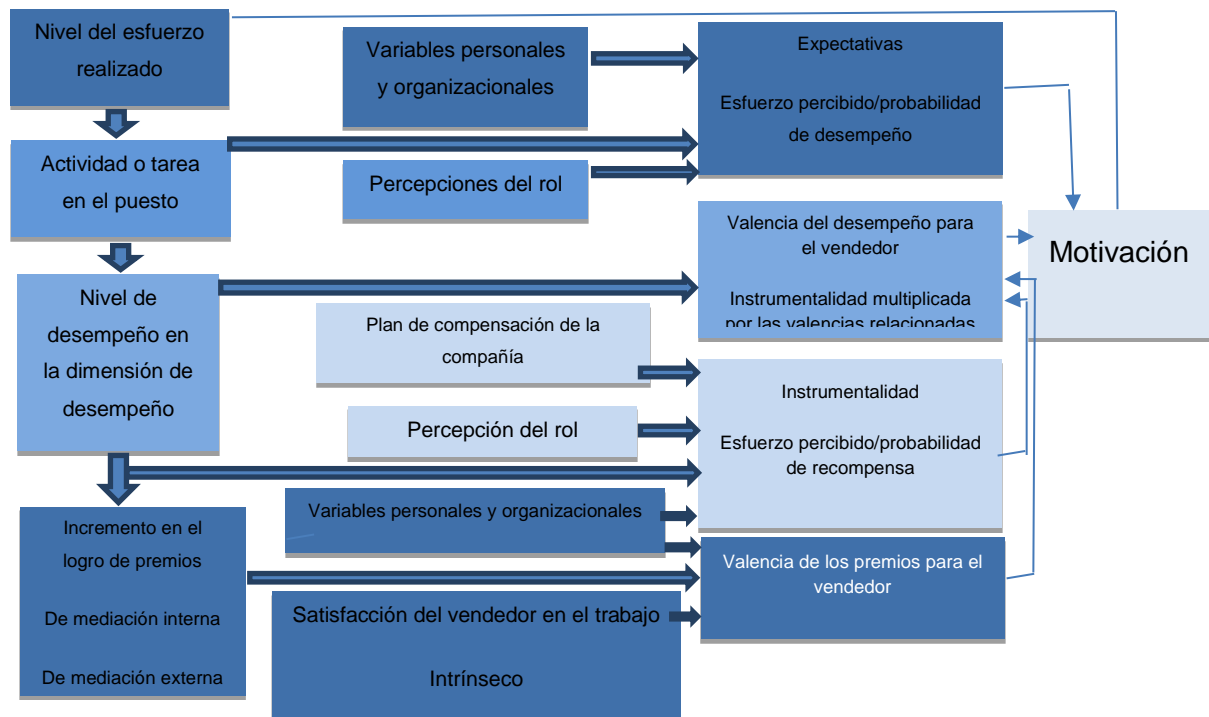 Nivel del esfuerzo
realizado
Variables personales
y organizacionales
Expectativas
Esfuerzo percibido/probabilidad
de desempeño
Actividad o tarea
en el puesto
Percepciones del rol
Valencia del desempeño para
el vendedor
Instrumentalidad multiplicada
por las valencias relacionadas
Motivación
Nivel de
desempeño en
la dimensión de
desempeño
Plan de compensación de la
compañía
Percepción del rol
Instrumentalidad
Esfuerzo percibido/probabilidad
de recompensa
Incremento en el
logro de premios
De mediación interna
De mediación externa
Variables personales y organizacionales
Valencia de los premios para el
vendedor
Satisfacción del vendedor en el trabajo
Intrínseco